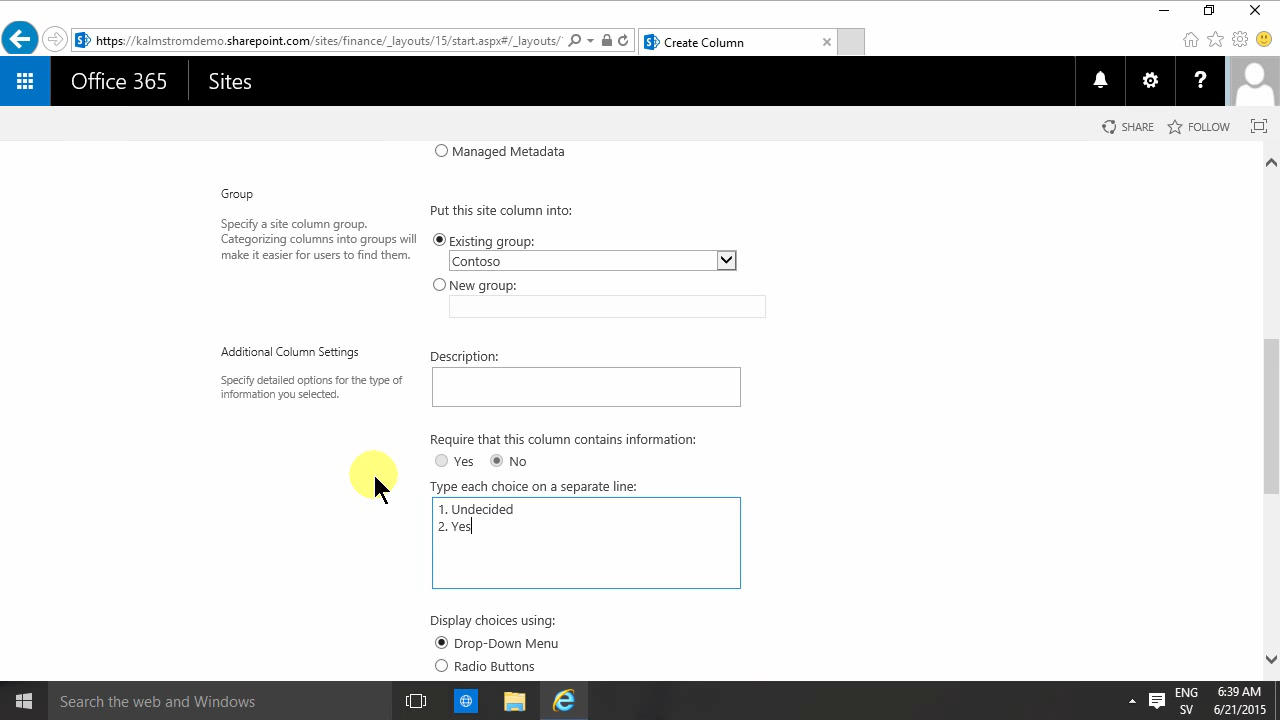 https://kalmstromdemo.sharepoint.com/sites/finance/_layouts/15/start.aspx#/_layouts/
Create Column
Office 365
Sites
?
SHARE
FOLLOW
Managed Metadata
Group
Specify a site column group.
Categorizing columns into groups will
make it easier for users to find them.
Put this site column into:
Existing group:
Contoso
New group:
Additional Column Settings
Specify detailed options for the type of
information you selected.
Description:
Require that this column contains information:
Yes No
Type each choice on a separate line:
1. Undecided
2. Yes
Display choices using:
Drop-Down Menu
Radio Buttons
Search the web and Windows
ENG
SV
6:39 AM
6/21/2015